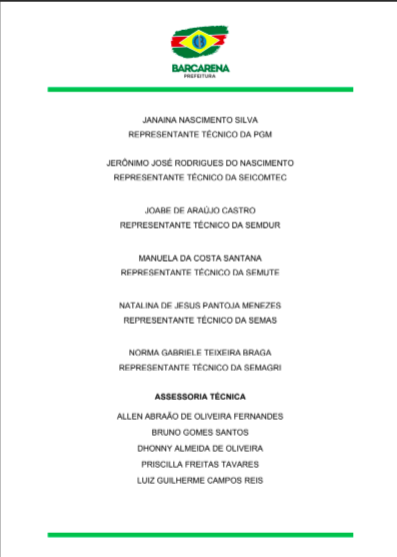 BARCARENA
PREFEITURA
JANAINA NASCIMENTO SILVA
REPRESENTANTE TÉCNICO DA PGM
JERÔNIMO JOSÉ RODRIGUES DO NASCIMENTO
REPRESENTANTE TÉCNICO DA SEICOMTEC
JOABE DE ARAÚJO CASTRO
REPRESENTANTE TÉCNICO DA SEMDUR
MANUELA DA COSTA SANTANA
REPRESENTANTE TÉCNICO DA SEMUTE
NATALINA DE JESUS PANTOJA MENEZES
REPRESENTANTE TÉCNICO DA SEMAS
NORMA GABRIELE TEIXEIRA BRAGA
REPRESENTANTE TÉCNICO DA SEMAGRI
ASSESSORIA TÉCNICA
ALLEN ABRAÃO DE OLIVEIRA FERNANDES
BRUNO GOMES SANTOS
DHONNY ALMEIDA DE OLIVEIRA
PRISCILLA FREITAS TAVARES
LUIZ GUILHERME CAMPOS REIS